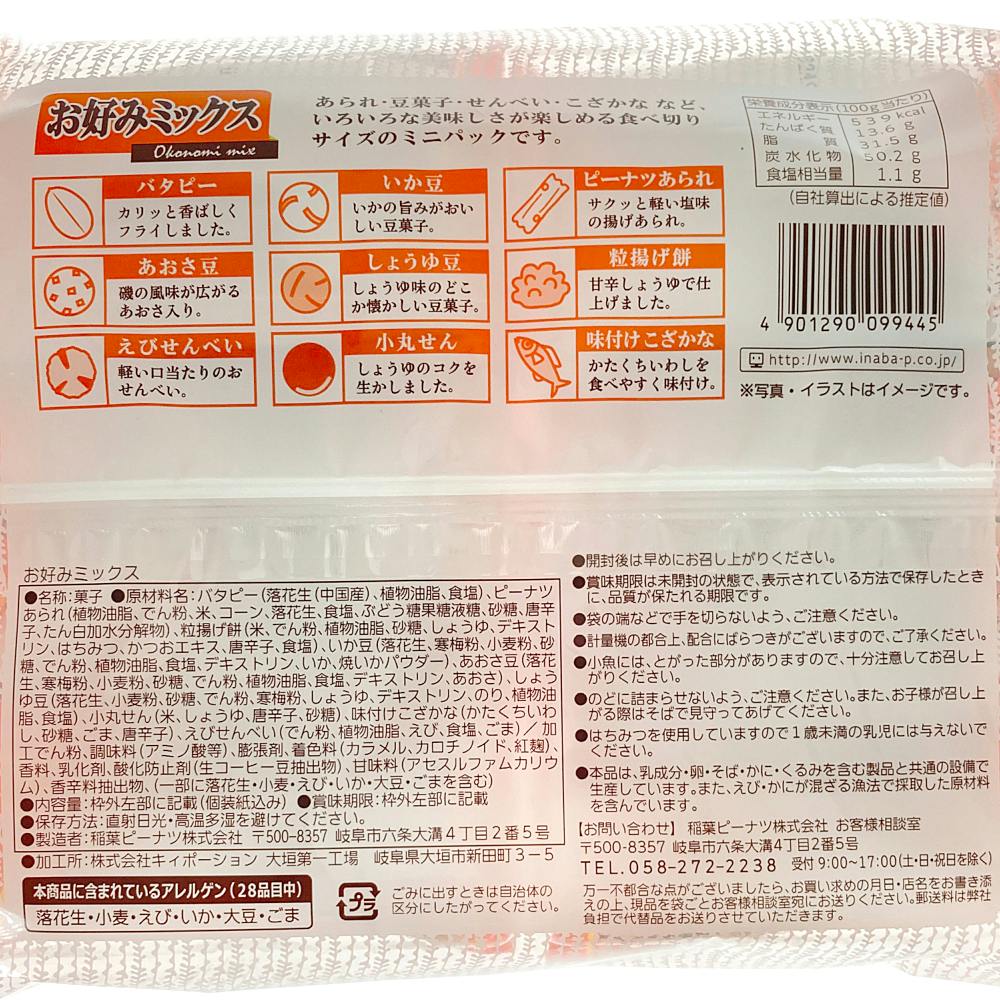 お好みミックス
Okonomi mix
あられ・豆菓子・せんべい・こざかな など、
いろいろな美味しさが楽しめる食べ切り
サイズのミニパックです。
バタピー
カリッと香ばしく
フライしました。
いか豆
いかの旨みがおい
しい豆菓子。
ピーナツあられ
サクッと軽い塩味
の揚げあられ。
あおさ豆
磯の風味が広がる
あおさ入り。
しょうゆ豆
しょうゆ味のどこ
か懐かしい豆菓子。
粒揚げ餅
甘辛しょうゆで仕
上げました。
えびせんべい
軽い口当たりのお
せんべい。
小丸せん
しょうゆのコクを
生かしました。
味付けこざかな
かたくちいわしを
食べやすく味付け。
栄養成分表示(100g当たり)
エネルギー 539 kcal
たんぱく質 13.6 g
脂質 31.5 g
炭水化物 50.2 g
食塩相当量 1.1 g
(自社算出による推定値)
4 901290 099445
http://www.inaba-p.co.jp/
※写真・イラストはイメージです。
お好みミックス
●名称:菓子 ●原材料名:バタピー(落花生(中国産)、植物油脂、食塩)、ピーナツ
あられ(植物油脂、でん粉、米、コーン、落花生、食塩、ぶどう糖果糖液糖、砂糖、唐辛
子、たん白加水分解物)、粒揚げ餅(米、でん粉、植物油脂、砂糖、しょうゆ、デキスト
リン、はちみつ、かつおエキス、唐辛子、食塩)、いか豆(落花生、寒梅粉、小麦粉、砂
糖、でん粉、植物油脂、食塩、デキストリン、いか、焼いかパウダー)、あおさ豆(落花
生、寒梅粉、小麦粉、砂糖、でん粉、植物油脂、食塩、デキストリン、あおさ)、しょう
ゆ豆(落花生、小麦粉、砂糖、でん粉、寒梅粉、しょうゆ、デキストリン、のり、植物油
脂、食塩)、小丸せん(米、しょうゆ、唐辛子、砂糖)、味付けこざかな(かたくちいわ
し、砂糖、ごま、唐辛子)、えびせんべい(でん粉、植物油脂、えび、食塩、ごま)/加
工でん粉、調味料(アミノ酸等)、膨張剤、着色料(カラメル、カロチノイド、紅麹)、
香料、乳化剤、酸化防止剤(生コーヒー豆抽出物)、甘味料(アセスルファムカリウ
ム)、香辛料抽出物、(一部に落花生・小麦・えび・いか・大豆・ごまを含む)
●内容量:枠外左部に記載(個装紙込み) ●賞味期限:枠外左部に記載
●保存方法:直射日光・高温多湿を避けてください。
●製造者:稲葉ピーナツ株式会社 〒500-8357 岐阜市六条大溝4丁目2番5号
●加工所:株式会社キィポーション 大垣第一工場 岐阜県大垣市新田町3-5
本商品に含まれているアレルゲン(28品目中)
落花生・小麦・えび・いか・大豆・ごま
プラ
ごみに出すときは自治体の
区分にしたがってください。
●開封後は早めにお召し上がりください。
●賞味期限は未開封の状態で、表示されている方法で保存したとき
に、品質が保たれる期限です。
●袋の端などで手を切らないよう、ご注意ください。
●計量機の都合上、配合にばらつきがございますので、ご了承ください。
●小魚には、とがった部分がありますので、十分注意してお召し上
がりください。
●のどに詰まらせないよう、ご注意ください。また、お子様が召し上
がる際はそばで見守ってあげてください。
●はちみつを使用していますので1歳未満の乳児には与えないで
ください。
●本品は、乳成分・卵・そば・かに・くるみを含む製品と共通の設備で
生産しています。また、えび・かにが混ざる漁法で採取した原材料
を含んでいます。
【お問い合わせ】 稲葉ピーナツ株式会社 お客様相談室
〒500-8357 岐阜市六条大溝4丁目2番5号
TEL.058-272-2238 受付9:00~17:00(土・日・祝日を除く)
万一不都合な点がございましたら、お買い求めの月日・店名をお書き添
えの上、現品を袋ごとお客様相談室宛にお送りください。郵送料は弊社
負担で代替品をお送りさせていただきます。